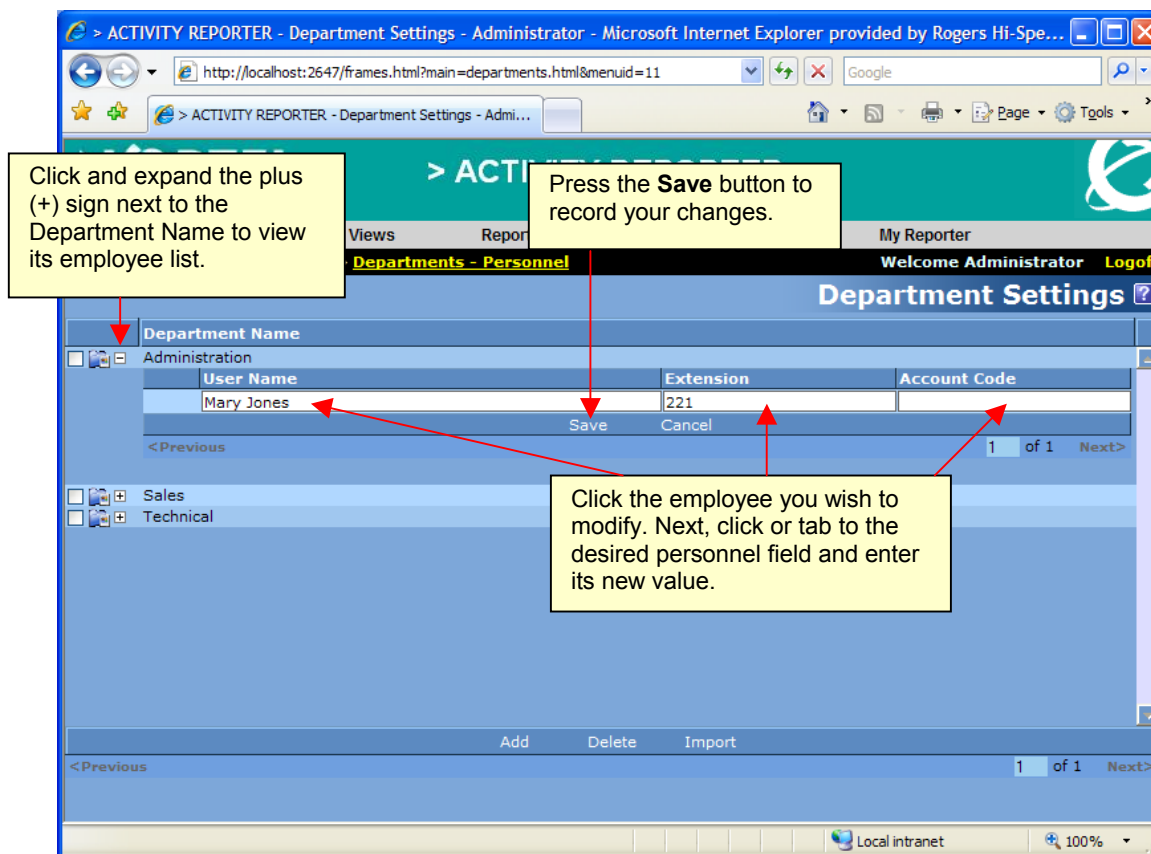 > ACTIVITY REPORTER - Department Settings - Administrator - Microsoft Internet Explorer provided by Rogers Hi-Spe...
http://localhost:2647/frames.html?main=departments.html&menuid=11
Google
> ACTIVITY REPORTER - Department Settings - Admi...
Page
Tools
Click and expand the plus
(+) sign next to the
Department Name to view
its employee list.
> ACTI
Press the Save button to
record your changes.
Views
Repor
My Reporter
Departments - Personnel
Welcome Administrator
Logof
Department Settings ?
Department Name
Administration
User Name
Extension
Account Code
Mary Jones
221
Save
Cancel
<Previous
1 of 1
Next>
Sales
Technical
Click the employee you wish to
modify. Next, click or tab to the
desired personnel field and enter
its new value.
Add
Delete
Import
<Previous
1 of 1
Next>
Local intranet
100%